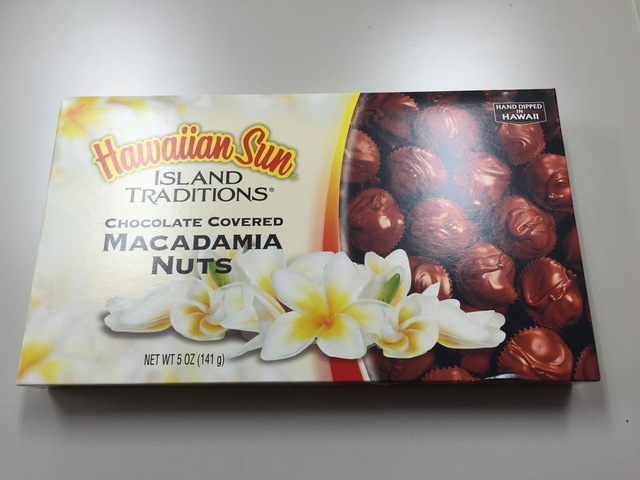 Hawaiian Sun
ISLAND
TRADITIONS®
CHOCOLATE COVERED
MACADAMIA
NUTS
NET WT 5 OZ (141 g)
HAND DIPPED
IN
HAWAII